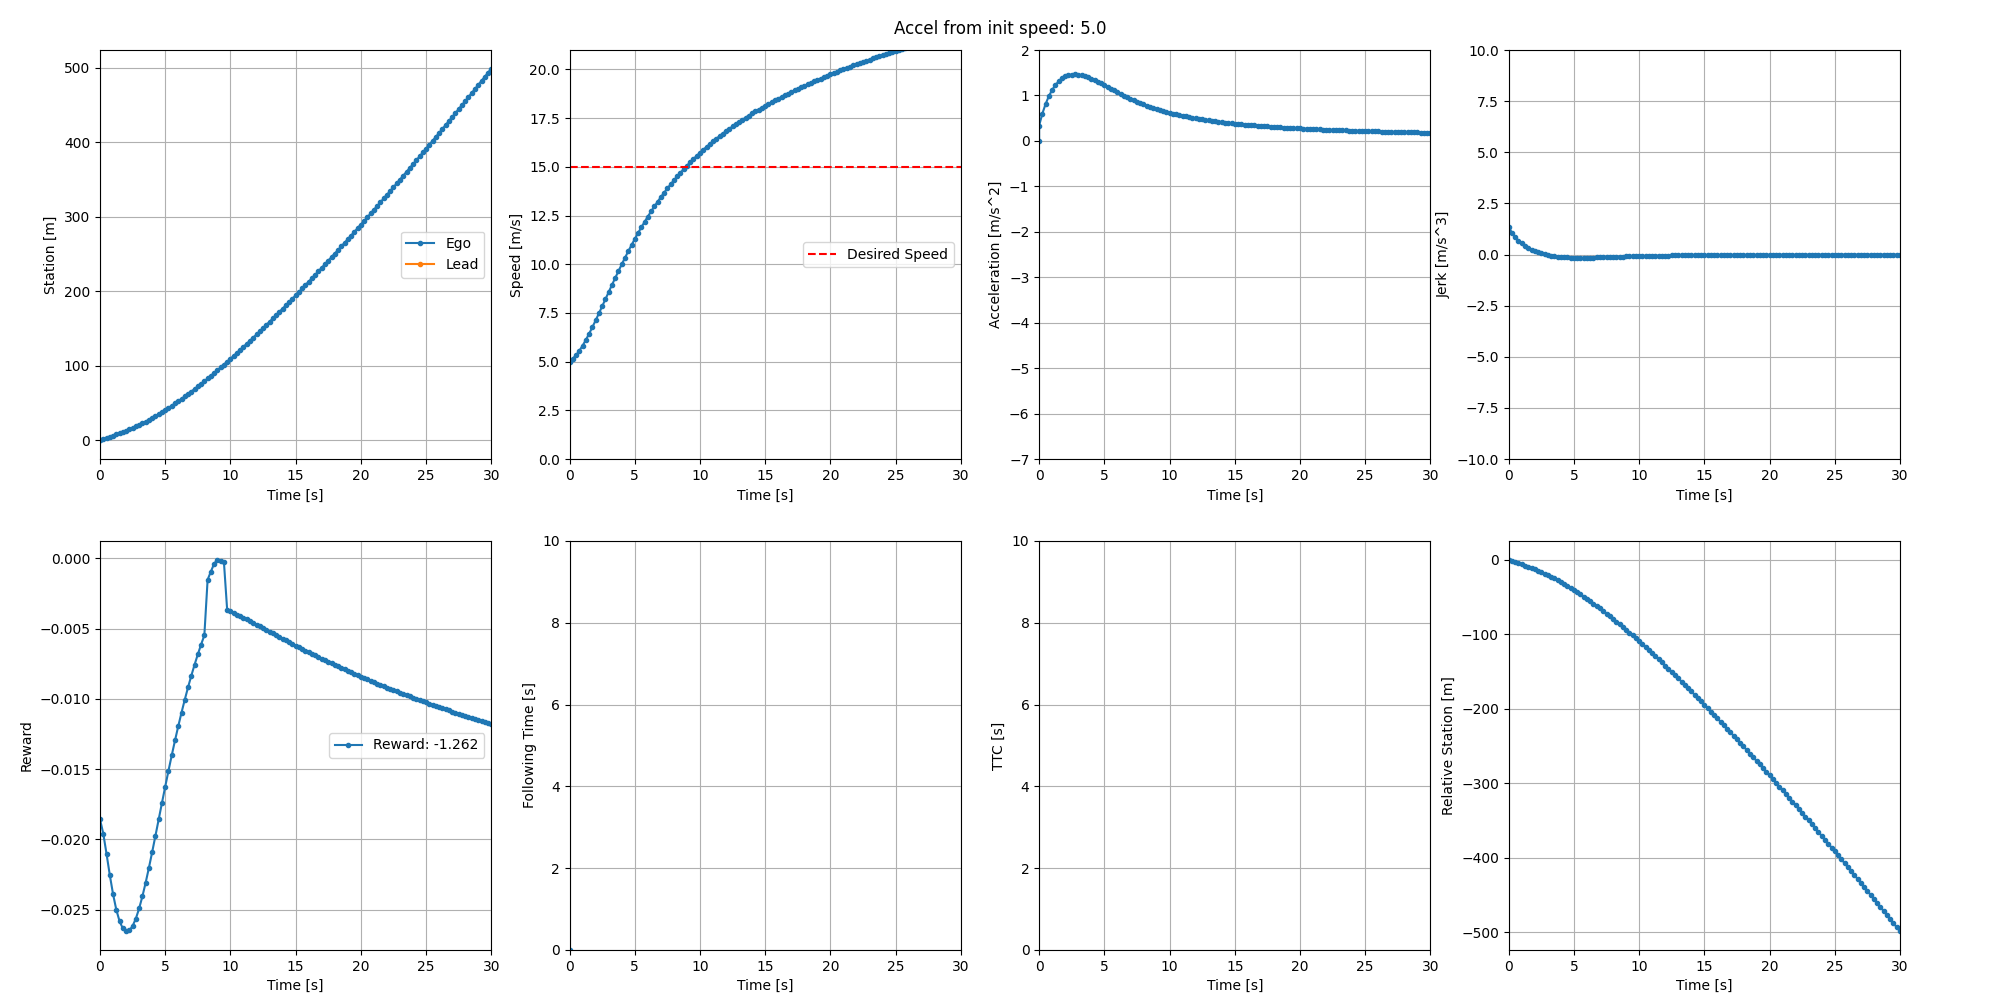 Accel from init speed: 5.0
500
400
300
200
100
0
Station [m]
Ego
Lead
0 5 10 15 20 25 30
Time [s]
20.0
17.5
15.0
12.5
10.0
7.5
5.0
2.5
0.0
Speed [m/s]
Desired Speed
0 5 10 15 20 25 30
Time [s]
2
1
0
−1
−2
−3
−4
−5
−6
−7
Acceleration [m/s^2]
0 5 10 15 20 25 30
Time [s]
10.0
7.5
5.0
2.5
0.0
−2.5
−5.0
−7.5
−10.0
Jerk [m/s^3]
0 5 10 15 20 25 30
Time [s]
0.000
−0.005
−0.010
−0.015
−0.020
−0.025
Reward
Reward: -1.262
0 5 10 15 20 25 30
Time [s]
10
8
6
4
2
0
Following Time [s]
0 5 10 15 20 25 30
Time [s]
10
8
6
4
2
0
TTC [s]
0 5 10 15 20 25 30
Time [s]
0
−100
−200
−300
−400
−500
Relative Station [m]
0 5 10 15 20 25 30
Time [s]